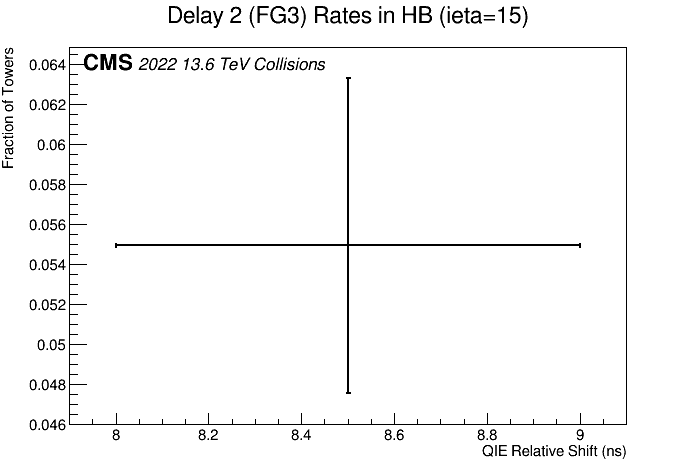 Delay 2 (FG3) Rates in HB (ieta=15)
Fraction of Towers
CMS 2022 13.6 TeV Collisions
0.064
0.062
0.06
0.058
0.056
0.054
0.052
0.05
0.048
0.046
8 8.2 8.4 8.6 8.8 9
QIE Relative Shift (ns)